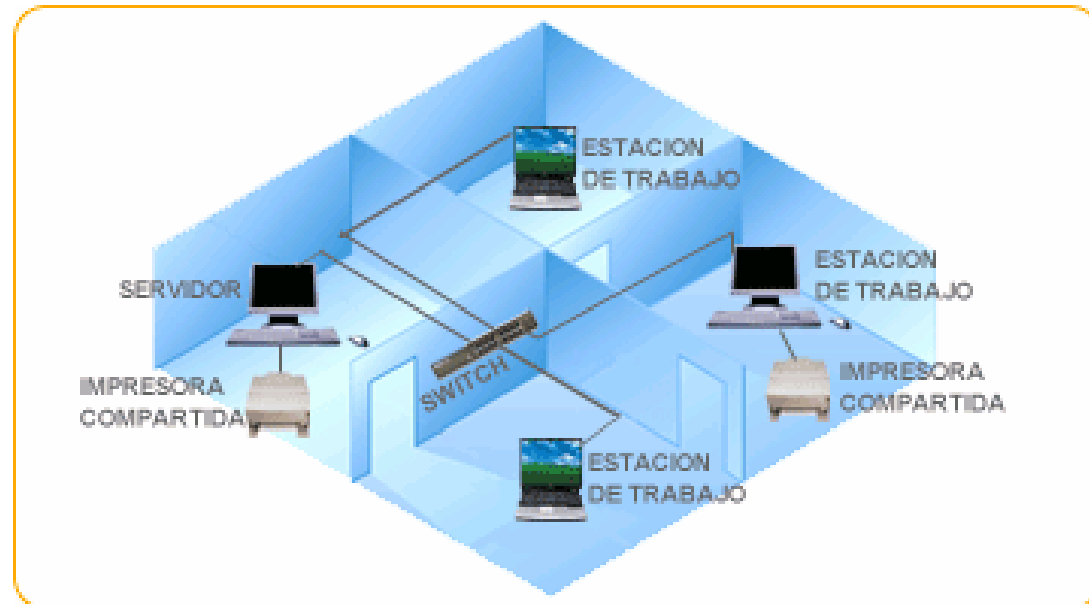 ESTACION
DE TRABAJO
SERVIDOR
ESTACION
DE TRABAJO
SWITCH
IMPRESORA
COMPARTIDA
IMPRESORA
COMPARTIDA
ESTACION
DE TRABAJO